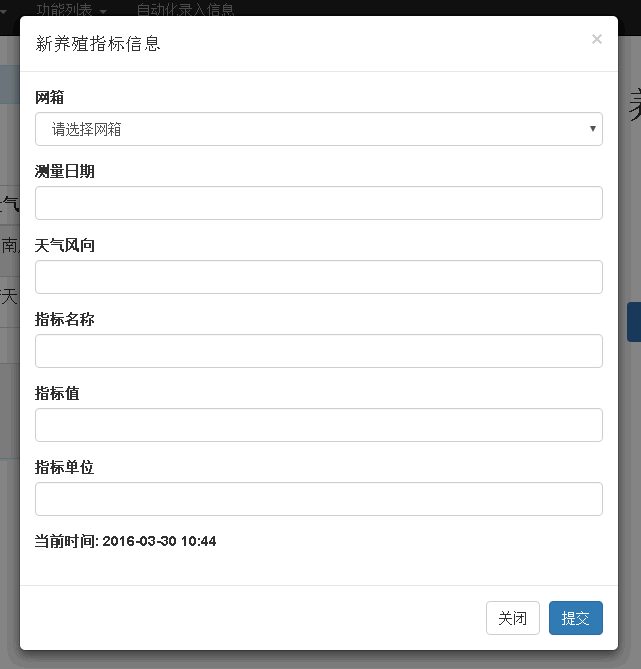 功能列表 自动化录入信息
新养殖指标信息 ×
网箱
请选择网箱
测量日期
天气风向
指标名称
指标值
指标单位
当前时间: 2016-03-30 10:44
关闭 提交
气
南
天